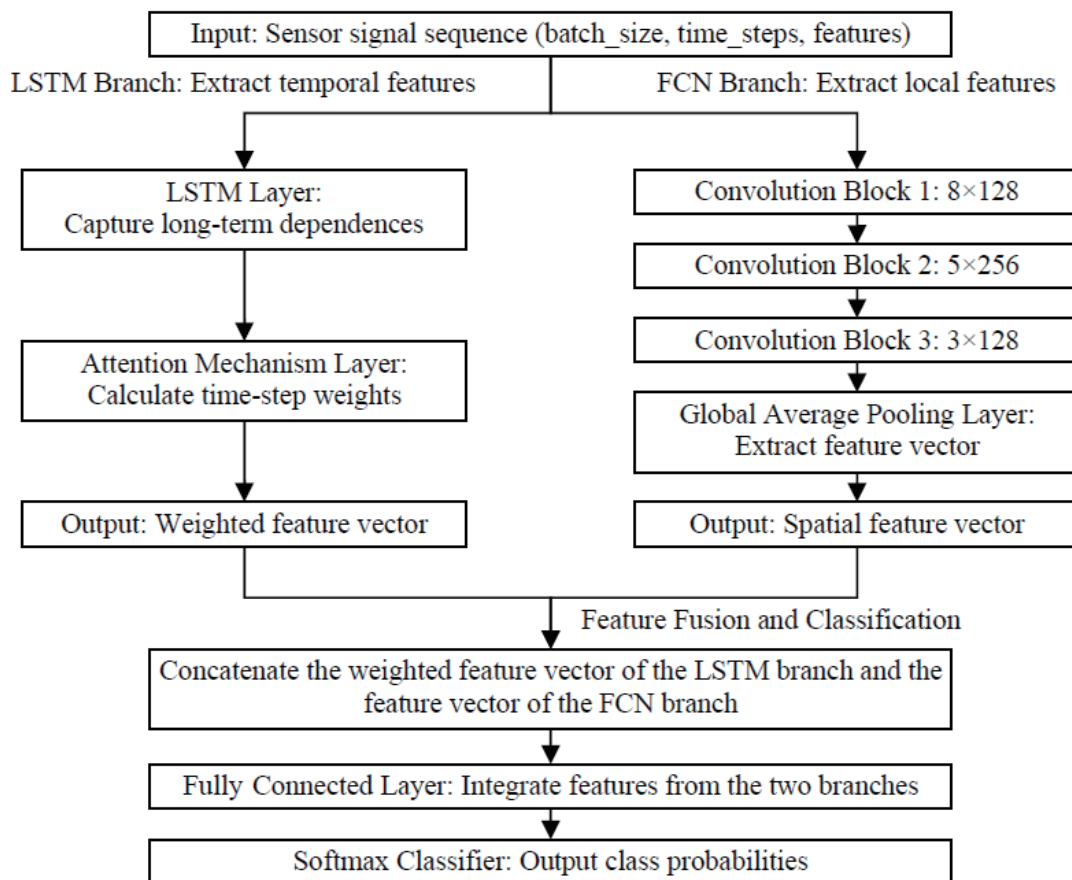 Input: Sensor signal sequence (batch_size, time_steps, features)
LSTM Branch: Extract temporal features
FCN Branch: Extract local features
LSTM Layer:
Capture long-term dependences
Attention Mechanism Layer:
Calculate time-step weights
Output: Weighted feature vector
Convolution Block 1: 8×128
Convolution Block 2: 5×256
Convolution Block 3: 3×128
Global Average Pooling Layer:
Extract feature vector
Output: Spatial feature vector
Feature Fusion and Classification
Concatenate the weighted feature vector of the LSTM branch and the
feature vector of the FCN branch
Fully Connected Layer: Integrate features from the two branches
Softmax Classifier: Output class probabilities